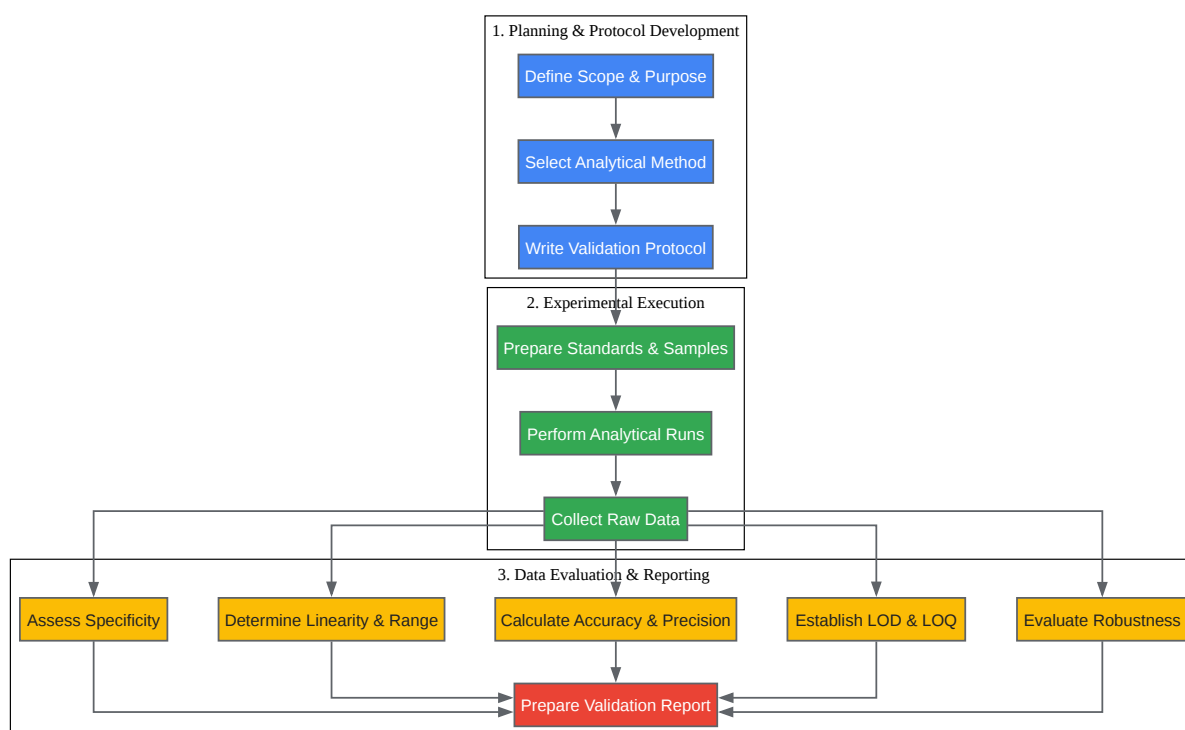 1. Planning & Protocol Development
Define Scope & Purpose
Select Analytical Method
Write Validation Protocol
2. Experimental Execution
Prepare Standards & Samples
Perform Analytical Runs
Collect Raw Data
3. Data Evaluation & Reporting
Assess Specificity
Determine Linearity & Range
Calculate Accuracy & Precision
Establish LOD & LOQ
Evaluate Robustness
Prepare Validation Report